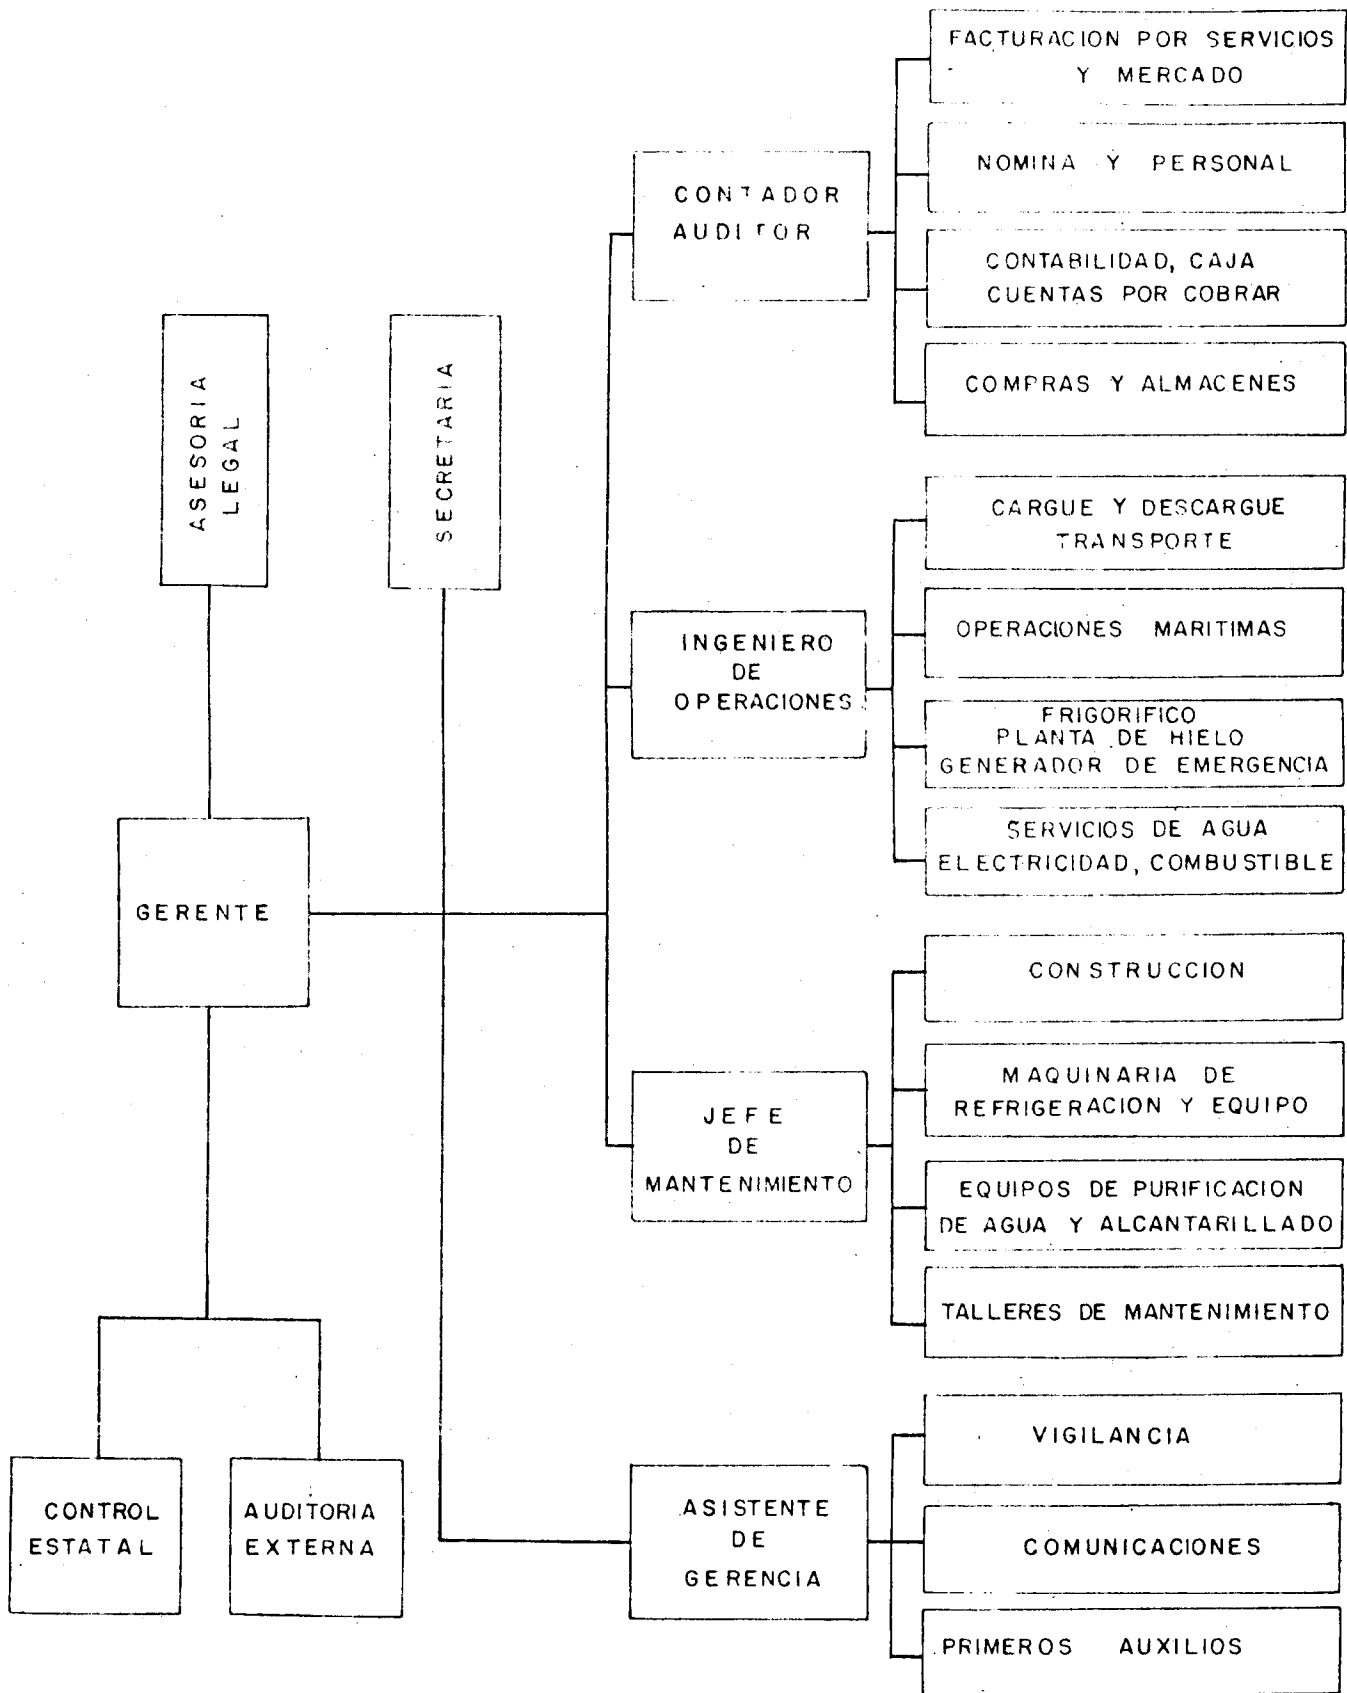 FACTURACION POR SERVICIOS
Y MERCADO
NOMINA Y PERSONAL
CONTADOR
AUDITOR
CONTABILIDAD, CAJA
CUENTAS POR COBRAR
COMPRAS Y ALMACENES
ASESORIA
LEGAL
SECRETARIA
CARGUE Y DESCARGUE
TRANSPORTE
OPERACIONES MARITIMAS
INGENIERO
DE
OPERACIONES
FRIGORIFICO
PLANTA DE HIELO
GENERADOR DE EMERGENCIA
SERVICIOS DE AGUA
ELECTRICIDAD, COMBUSTIBLE
GERENTE
CONSTRUCCION
MAQUINARIA DE
REFRIGERACION Y EQUIPO
JEFE
DE
MANTENIMIENTO
EQUIPOS DE PURIFICACION
DE AGUA Y ALCANTARILLADO
TALLERES DE MANTENIMIENTO
VIGILANCIA
CONTROL
ESTATAL
AUDITORIA
EXTERNA
ASISTENTE
DE
GERENCIA
COMUNICACIONES
PRIMEROS AUXILIOS